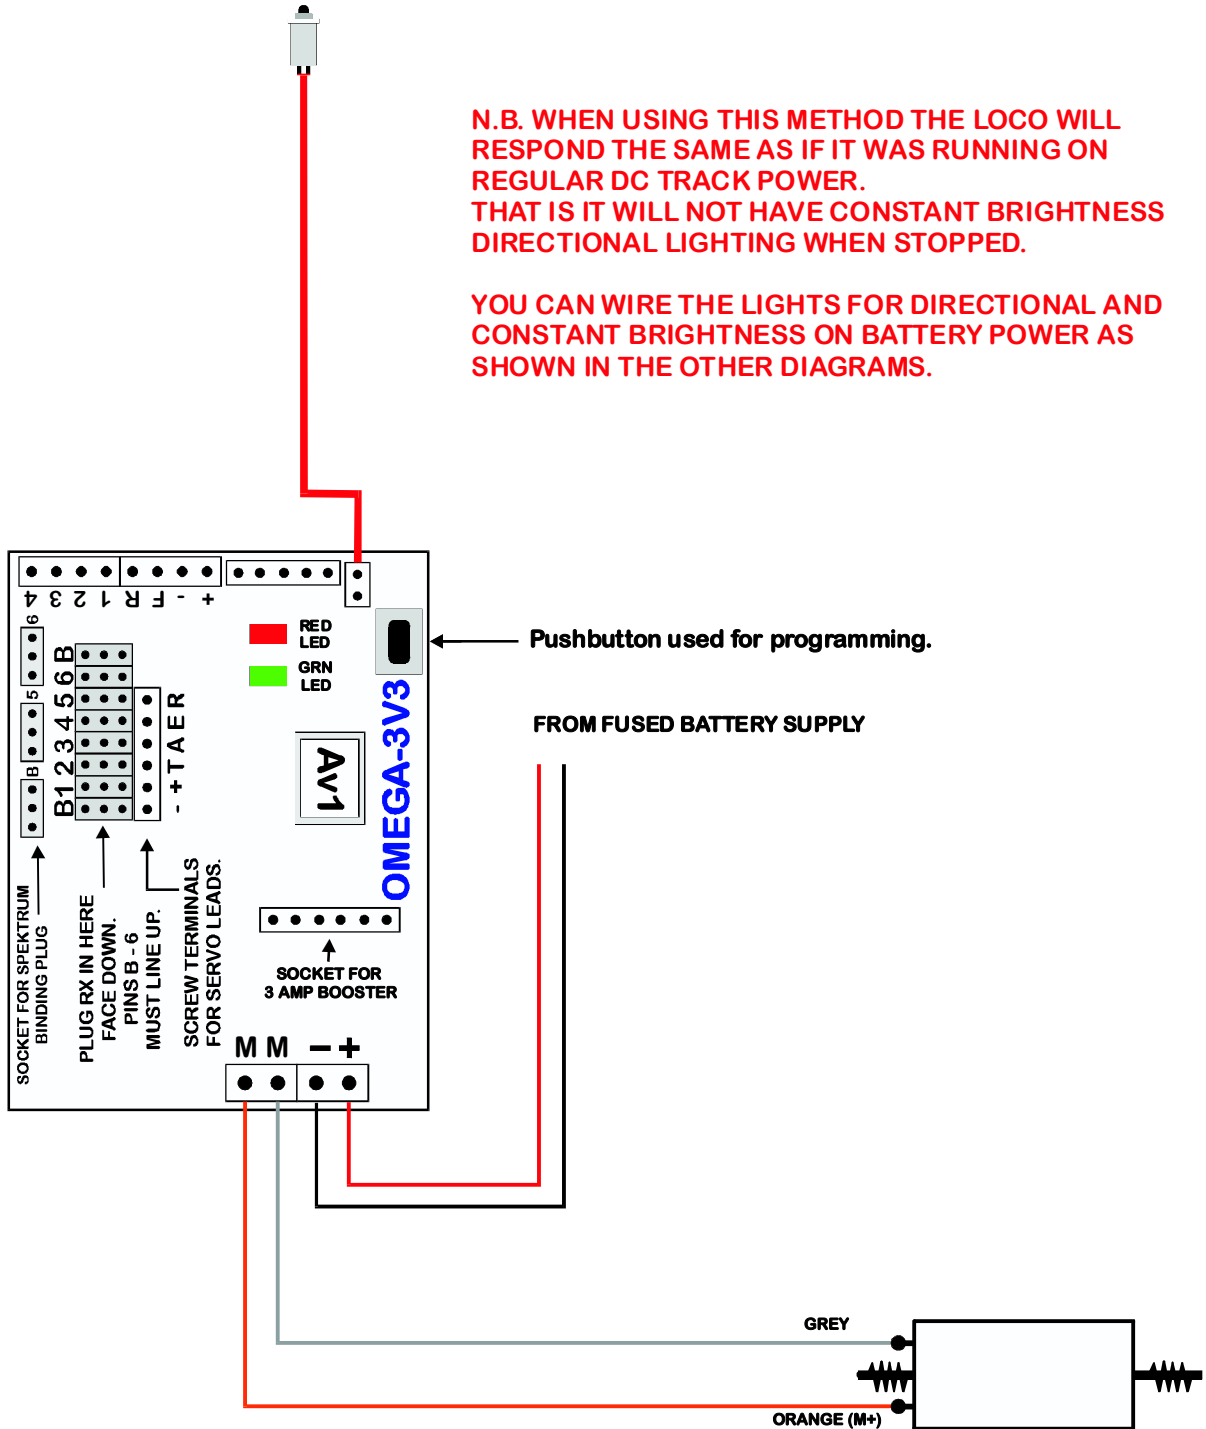 N.B. WHEN USING THIS METHOD THE LOCO WILL
RESPOND THE SAME AS IF IT WAS RUNNING ON
REGULAR DC TRACK POWER.
THAT IS IT WILL NOT HAVE CONSTANT BRIGHTNESS
DIRECTIONAL LIGHTING WHEN STOPPED.
YOU CAN WIRE THE LIGHTS FOR DIRECTIONAL AND
CONSTANT BRIGHTNESS ON BATTERY POWER AS
SHOWN IN THE OTHER DIAGRAMS.
4 3 2 1 R F - +
RED
LED
GRN
LED
Pushbutton used for programming.
FROM FUSED BATTERY SUPPLY
6
5
B
B1 2 3 4 5 6 B
- + T A E R
Av1
OMEGA-3V3
SOCKET FOR SPEKTRUM
BINDING PLUG
PLUG RX IN HERE
FACE DOWN.
PINS B - 6
MUST LINE UP.
SCREW TERMINALS
FOR SERVO LEADS.
SOCKET FOR
3 AMP BOOSTER
M M − +
GREY
ORANGE (M+)